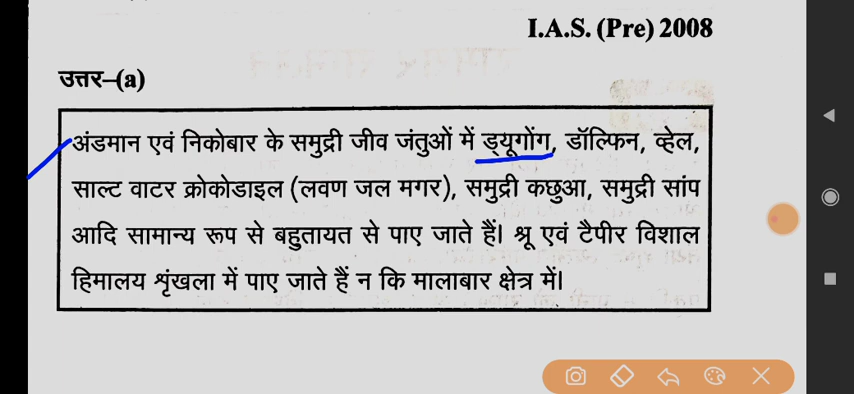 I.A.S. (Pre) 2008
उत्तर–(a)
अंडमान एवं निकोबार के समुद्री जीव जंतुओं में ड्यूगोंग, डॉल्फिन, व्हेल,
साल्ट वाटर क्रोकोडाइल (लवण जल मगर), समुद्री कछुआ, समुद्री सांप
आदि सामान्य रूप से बहुतायत से पाए जाते हैं। श्रू एवं टैपीर विशाल
हिमालय शृंखला में पाए जाते हैं न कि मालाबार क्षेत्र में।